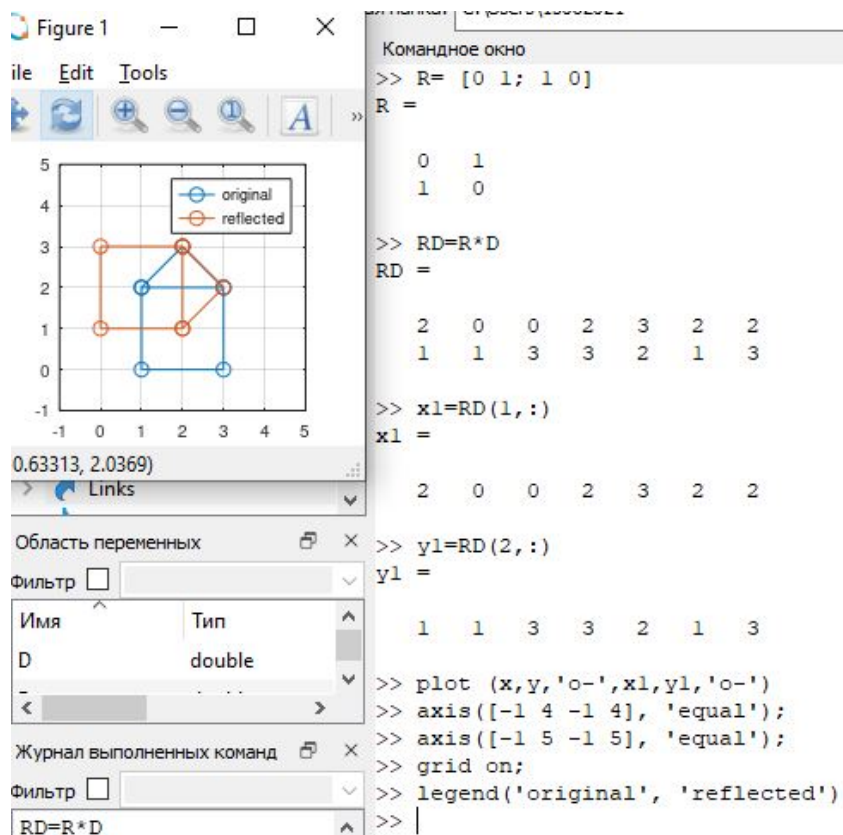 Figure 1
ile Edit Tools
A »
5
4
3
2
1
0
-1
-1 0 1 2 3 4 5
original
reflected
0.63313, 2.0369)
Links
Область переменных
Фильтр
Имя Тип
D double
Журнал выполненных команд
Фильтр
RD=R*D
Командное окно
>> R= [0 1; 1 0]
R =
0 1
1 0
>> RD=R*D
RD =
2 0 0 2 3 2 2
1 1 3 3 2 1 3
>> x1=RD(1,:)
x1 =
2 0 0 2 3 2 2
>> y1=RD(2,:)
y1 =
1 1 3 3 2 1 3
>> plot (x,y,'o-',x1,y1,'o-')
>> axis([-1 4 -1 4], 'equal');
>> axis([-1 5 -1 5], 'equal');
>> grid on;
>> legend('original', 'reflected')
>>